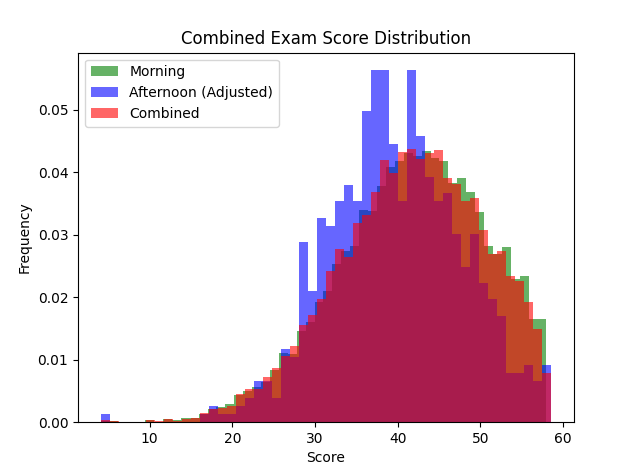 Combined Exam Score Distribution
Morning
Afternoon (Adjusted)
Combined
0.05
0.04
0.03
0.02
0.01
0.00
Frequency
10
20
30
40
50
60
Score